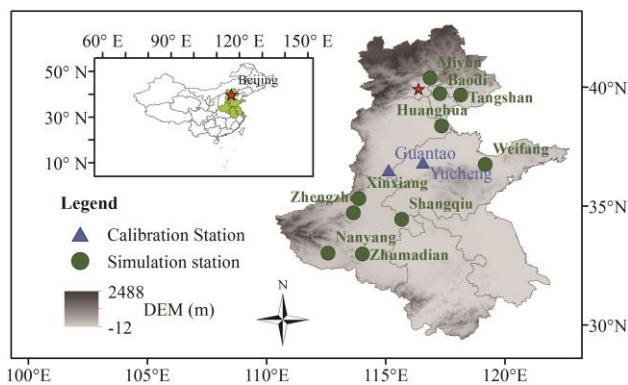 60° E 90° E 120° E 150° E
50° N
40° N
30° N
20° N
10° N
Beijing
Miyun
Baodi
Tangshan
Huanghua
Weifang
Guantao
Yucheng
Xinxiang
Zhengzh
Shangqiu
Nanyang
Zhumadian
40°N
35°N
30°N
Legend
Calibration Station
Simulation station
2488
DEM (m)
-12
N
100°E 105°E 110°E 115°E 120°E